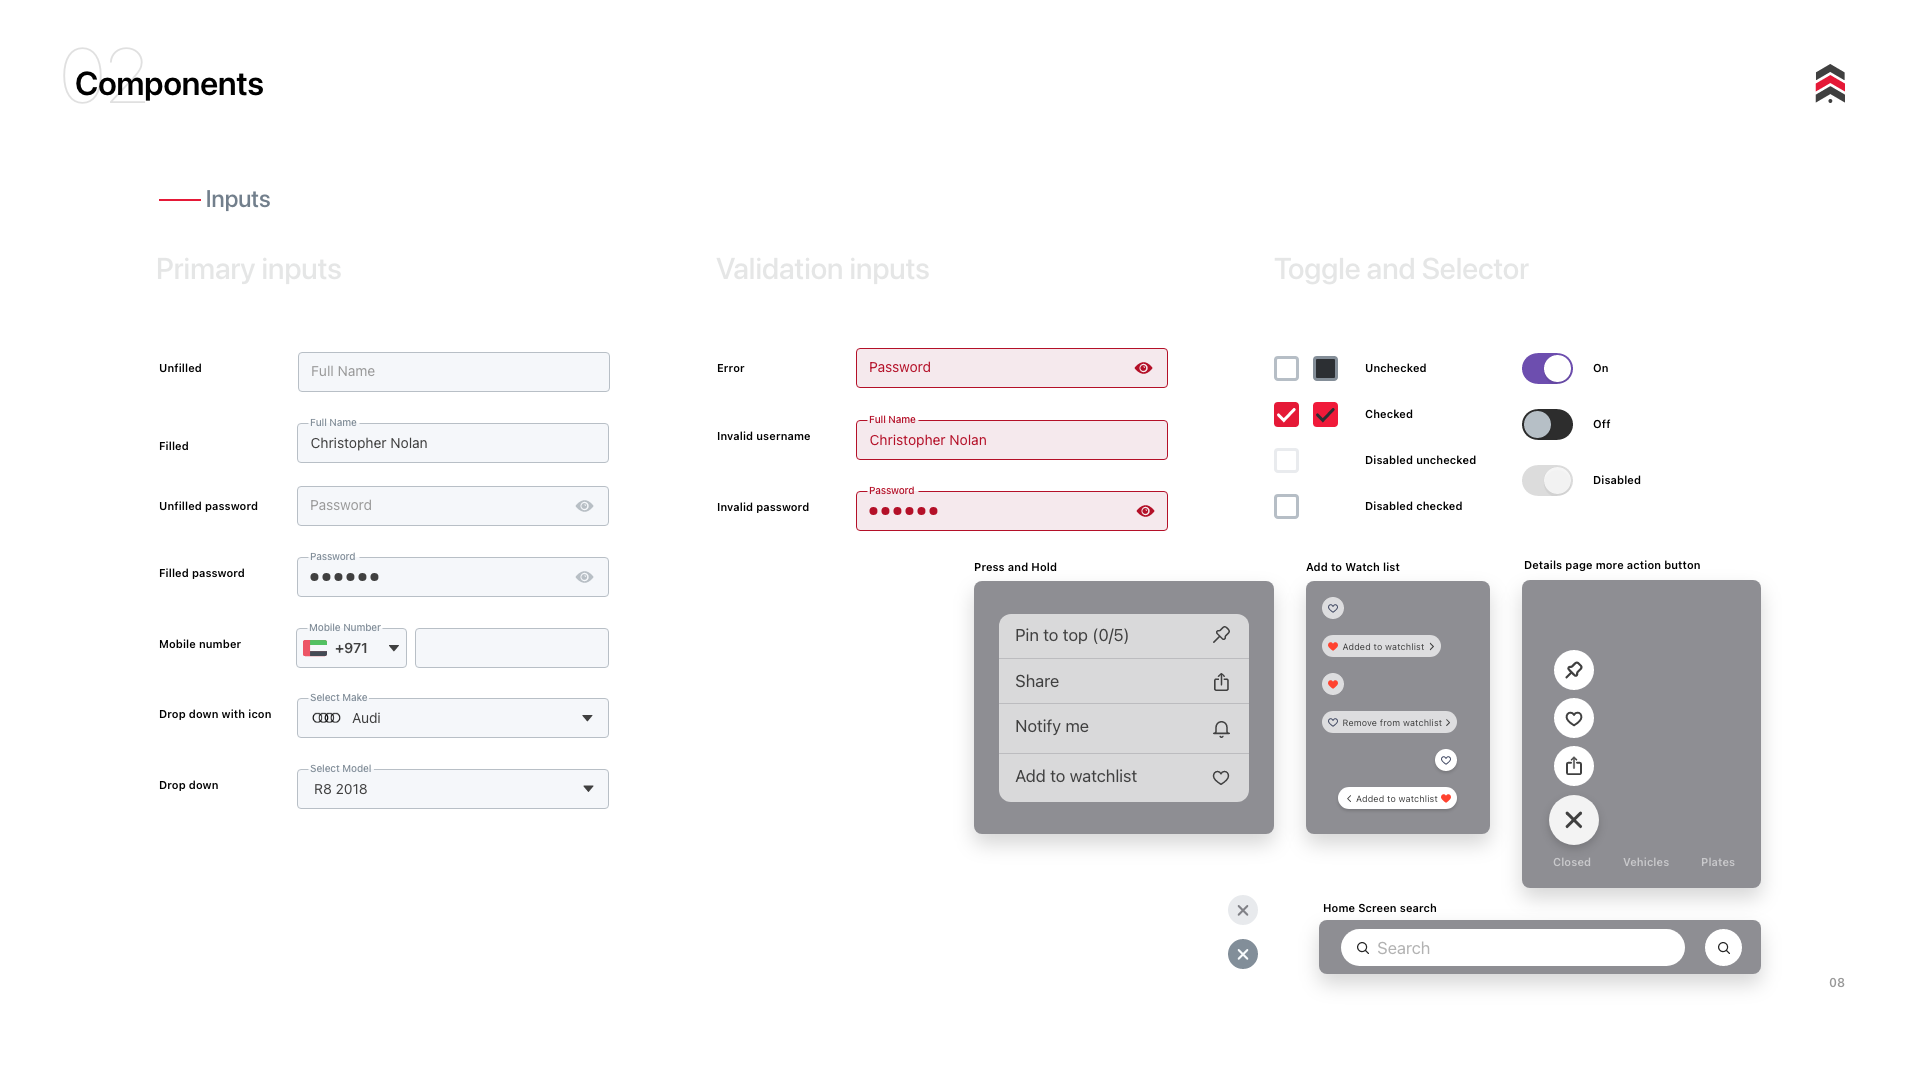 02
Components
Inputs
Primary inputs
Validation inputs
Toggle and Selector
Unfilled
Full Name
Filled
Full Name
Christopher Nolan
Unfilled password
Password
Filled password
Password
Mobile number
Mobile Number
+971
Drop down with icon
Select Make
Audi
Drop down
Select Model
R8 2018
Error
Password
Invalid username
Full Name
Christopher Nolan
Invalid password
Password
Unchecked
Checked
Disabled unchecked
Disabled checked
On
Off
Disabled
Press and Hold
Pin to top (0/5)
Share
Notify me
Add to watchlist
Add to Watch list
Added to watchlist
Remove from watchlist
Added to watchlist
Details page more action button
Closed
Vehicles
Plates
Home Screen search
Search
08